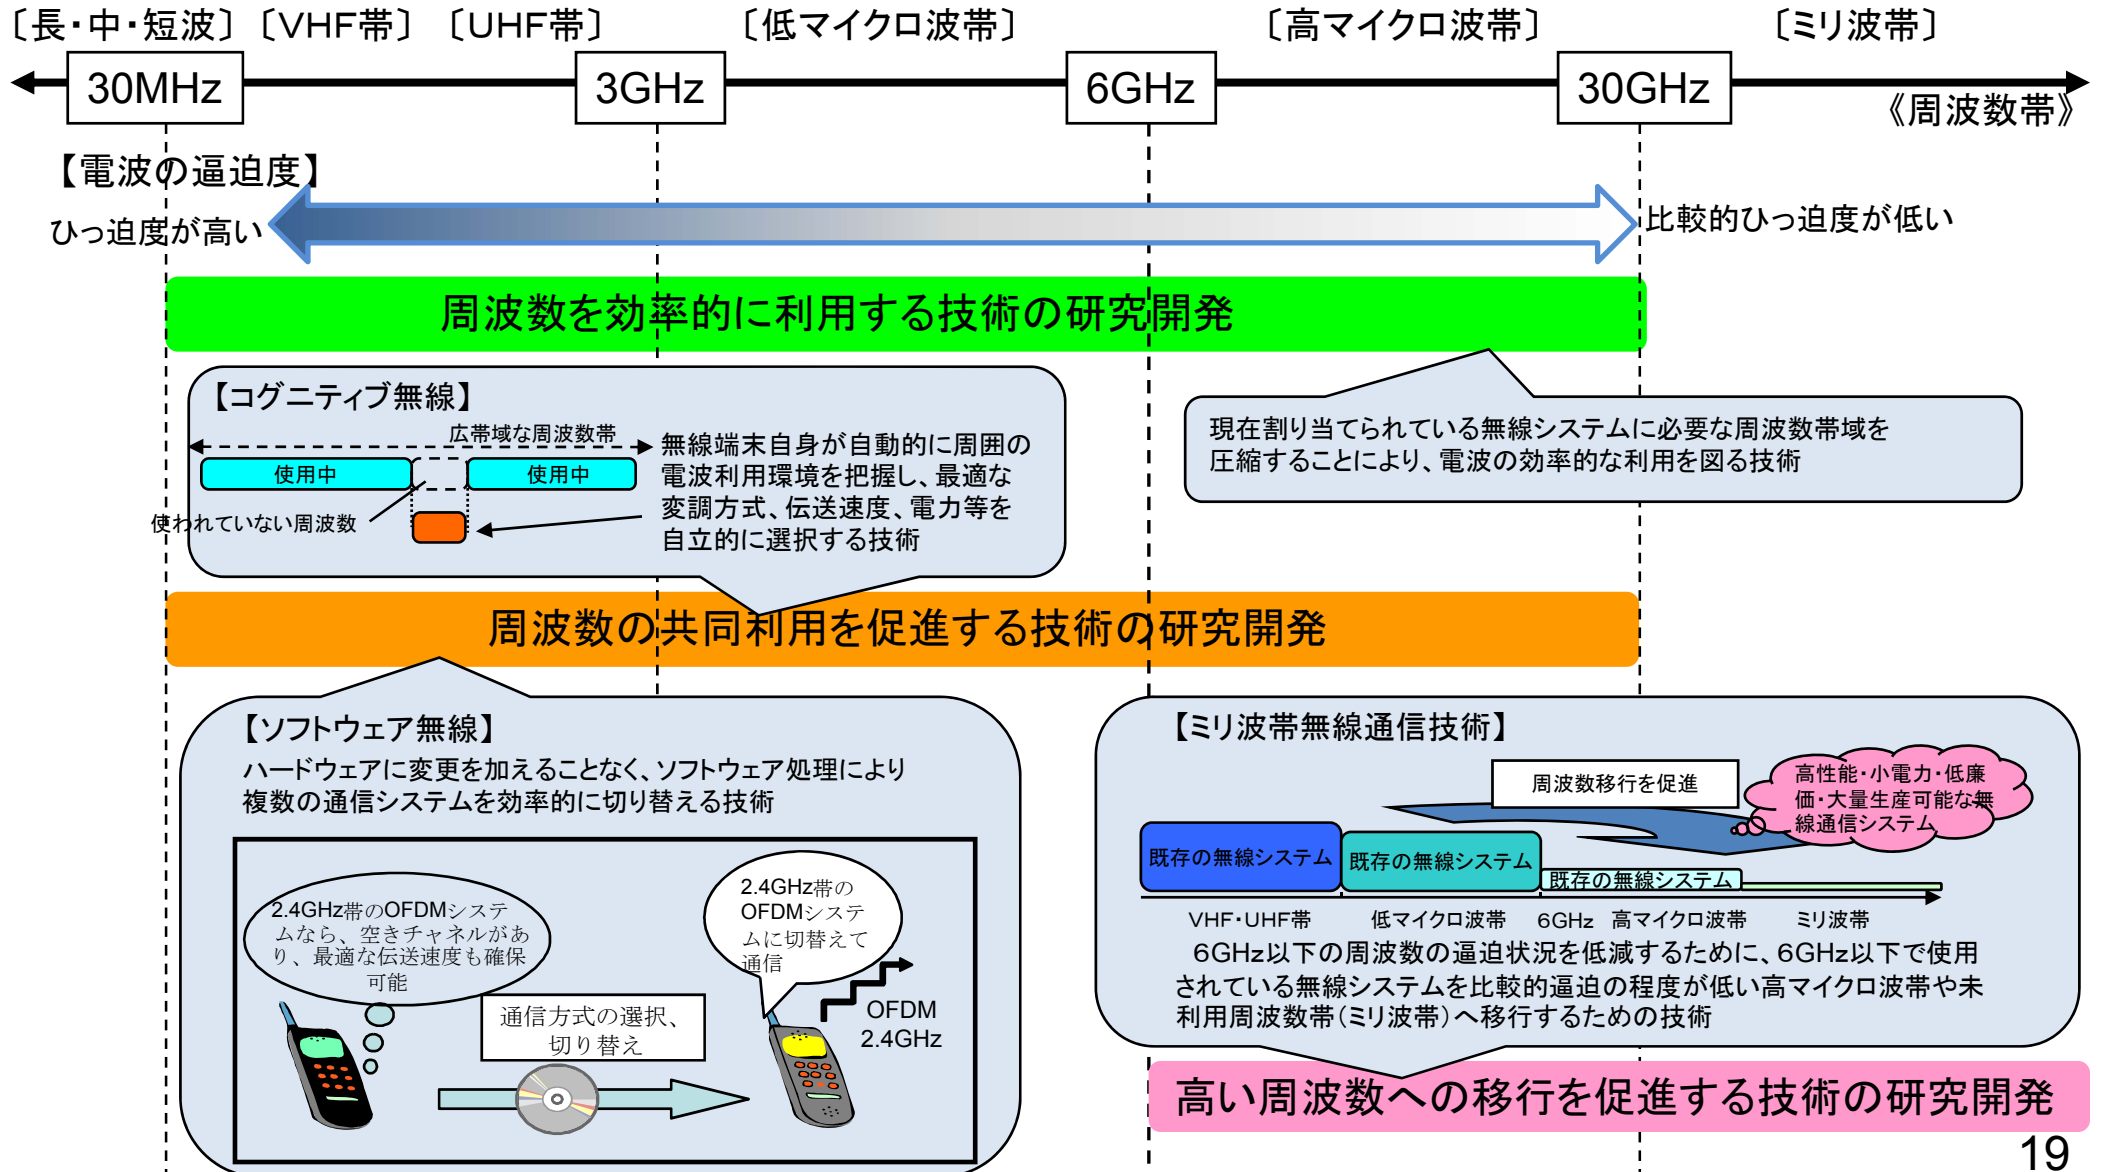 〔長・中・短波〕〔VHF帯〕〔UHF帯〕〔低マイクロ波帯〕〔高マイクロ波帯〕〔ミリ波帯〕
30MHz 3GHz 6GHz 30GHz
《周波数帯》
【電波の逼迫度】
ひっ迫度が高い
比較的ひっ迫度が低い
周波数を効率的に利用する技術の研究開発
【コグニティブ無線】
広帯域な周波数帯
使用中 使用中
使われていない周波数
無線端末自身が自動的に周囲の
電波利用環境を把握し、最適な
変調方式、伝送速度、電力等を
自立的に選択する技術
現在割り当てられている無線システムに必要な周波数帯域を
圧縮することにより、電波の効率的な利用を図る技術
周波数の共同利用を促進する技術の研究開発
【ソフトウェア無線】
ハードウェアに変更を加えることなく、ソフトウェア処理により
複数の通信システムを効率的に切り替える技術
2.4GHz帯のOFDMシステ
ムなら、空きチャネルがあ
り、最適な伝送速度も確保
可能
通信方式の選択、
切り替え
2.4GHz帯の
OFDMシステ
ムに切替えて
通信
OFDM
2.4GHz
【ミリ波帯無線通信技術】
周波数移行を促進
高性能・小電力・低廉
価・大量生産可能な無
線通信システム
既存の無線システム 既存の無線システム 既存の無線システム
VHF・UHF帯 低マイクロ波帯 6GHz 高マイクロ波帯 ミリ波帯
6GHz以下の周波数の逼迫状況を低減するために、6GHz以下で使用
されている無線システムを比較的逼迫の程度が低い高マイクロ波帯や未
利用周波数帯(ミリ波帯)へ移行するための技術
高い周波数への移行を促進する技術の研究開発
19